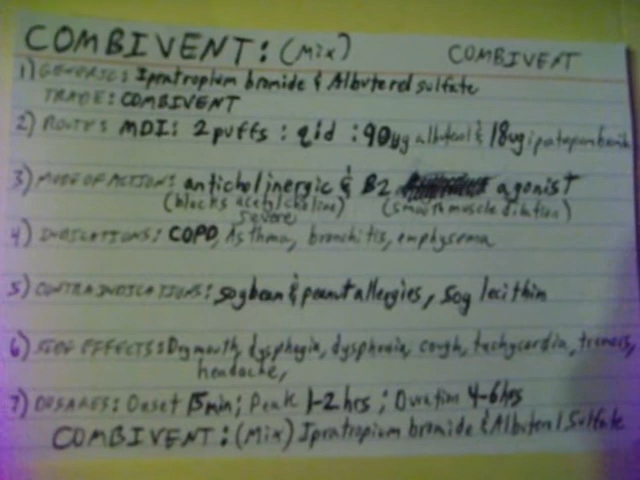 COMBIVENT: (Mix) COMBIVENT
1) GENERIC: Ipratropium bromide & Albuterol sulfate
TRADE: COMBIVENT
2) ROUTES MDI: 2 puffs : qid : 90ug albuterol & 18ug ipratropium bromide
3) MODE OF ACTION: anticholinergic & B2 agonist
(blocks acetylcholine) (smooth muscle dilation)
severe
4) INDICATIONS: COPD, Asthma, bronchitis, emphysema
5) CONTRAINDICATIONS: soybean & peanut allergies, soy lecithin
6) SIDE EFFECTS: Dry mouth, dysphagia, dysphonia, cough, tachycardia, tremors,
headache,
7) DOSAGES: Onset 15min; Peak 1-2 hrs; Duration 4-6hrs
COMBIVENT: (Mix) Ipratropium bromide & Albuterol Sulfate